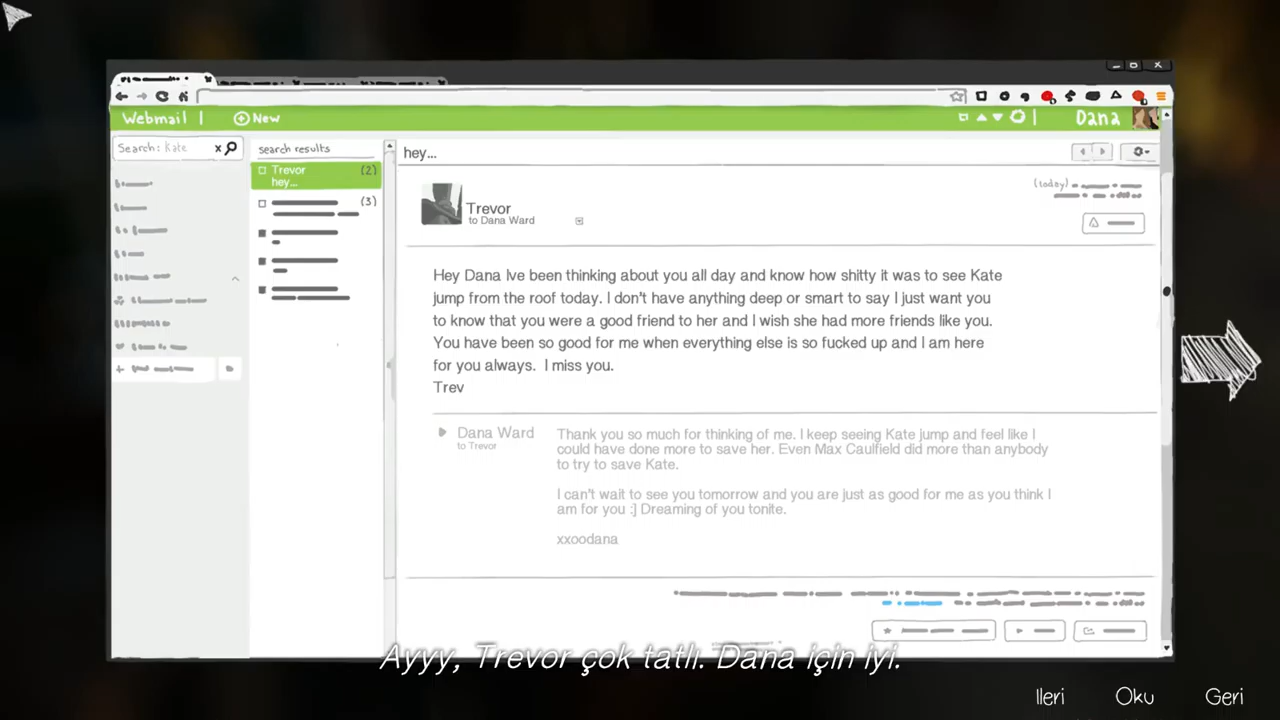 Webmail | New Dana
Search: Kate x
search results
hey...
Trevor (2)
hey...
(3)
(today)
Trevor
to Dana Ward
Hey Dana Ive been thinking about you all day and know how shitty it was to see Kate
jump from the roof today. I don't have anything deep or smart to say I just want you
to know that you were a good friend to her and I wish she had more friends like you.
You have been so good for me when everything else is so fucked up and I am here
for you always. I miss you.
Trev
Dana Ward
to Trevor
Thank you so much for thinking of me. I keep seeing Kate jump and feel like I
could have done more to save her. Even Max Caulfield did more than anybody
to try to save Kate.
I can't wait to see you tomorrow and you are just as good for me as you think I
am for you :] Dreaming of you tonite.
xxoodana
Ayyy, Trevor çok tatlı. Dana için iyi.
Ileri Oku Geri